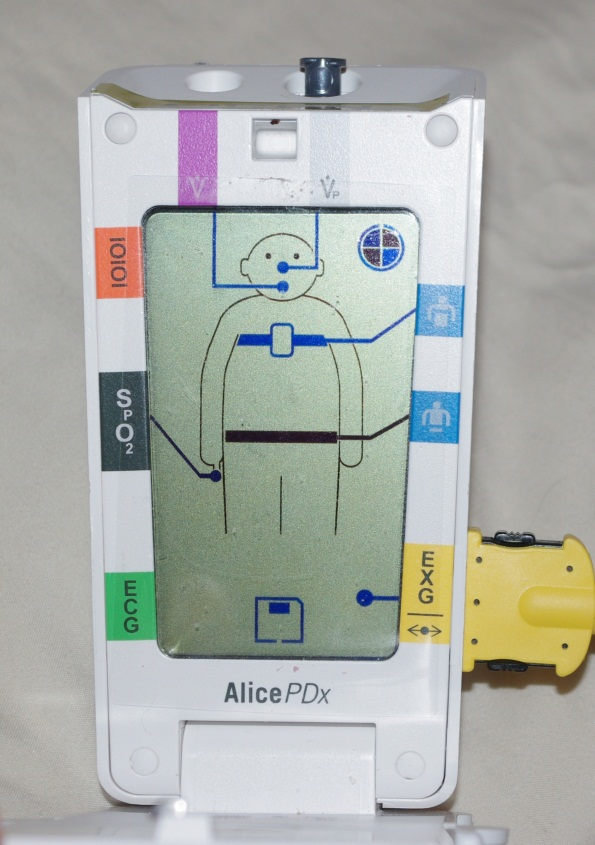 V̇
V̇P
IOIOI
SPO2
ECG
EXG
AlicePDx